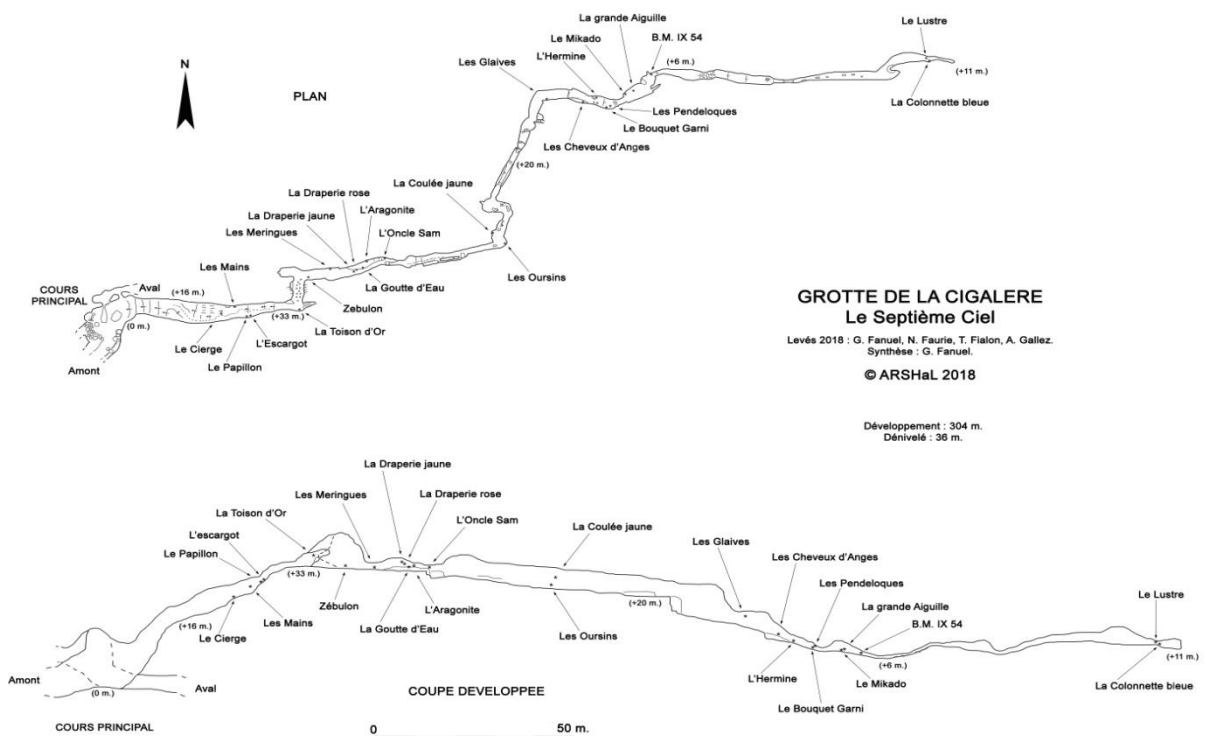 N
PLAN
La grande Aiguille
Le Mikado
B.M. IX 54
L'Hermine
(+6 m.)
Les Glaives
Le Lustre
(+11 m.)
La Colonnette bleue
Les Pendeloques
Le Bouquet Garni
Les Cheveux d'Anges
(+20 m.)
La Coulée jaune
La Draperie rose
L'Aragonite
La Draperie jaune
L'Oncle Sam
Les Meringues
Les Oursins
Les Mains
La Goutte d'Eau
Zebulon
COURS
PRINCIPAL
Aval
(+16 m.)
(0 m.)
(+33 m.)
La Toison d'Or
L'Escargot
Le Cierge
Le Papillon
Amont
GROTTE DE LA CIGALERE
Le Septième Ciel
Levés 2018 : G. Fanuel, N. Faurie, T. Fialon, A. Gallez.
Synthèse : G. Fanuel.
© ARSHaL 2018
Développement : 304 m.
Dénivelé : 36 m.
La Draperie jaune
Les Meringues
La Draperie rose
La Toison d'Or
L'Oncle Sam
La Coulée jaune
L'escargot
Le Papillon
Les Glaives
Les Cheveux d'Anges
Les Pendeloques
La grande Aiguille
B.M. IX 54
Le Lustre
(+33 m.)
Zébulon
L'Aragonite
La Goutte d'Eau
(+20 m.)
(+16 m.)
Le Cierge
Les Mains
Les Oursins
L'Hermine
Le Mikado
(+6 m.)
Le Bouquet Garni
(+11 m.)
La Colonnette bleue
Amont
(0 m.)
Aval
COUPE DEVELOPPEE
COURS PRINCIPAL
0
50 m.